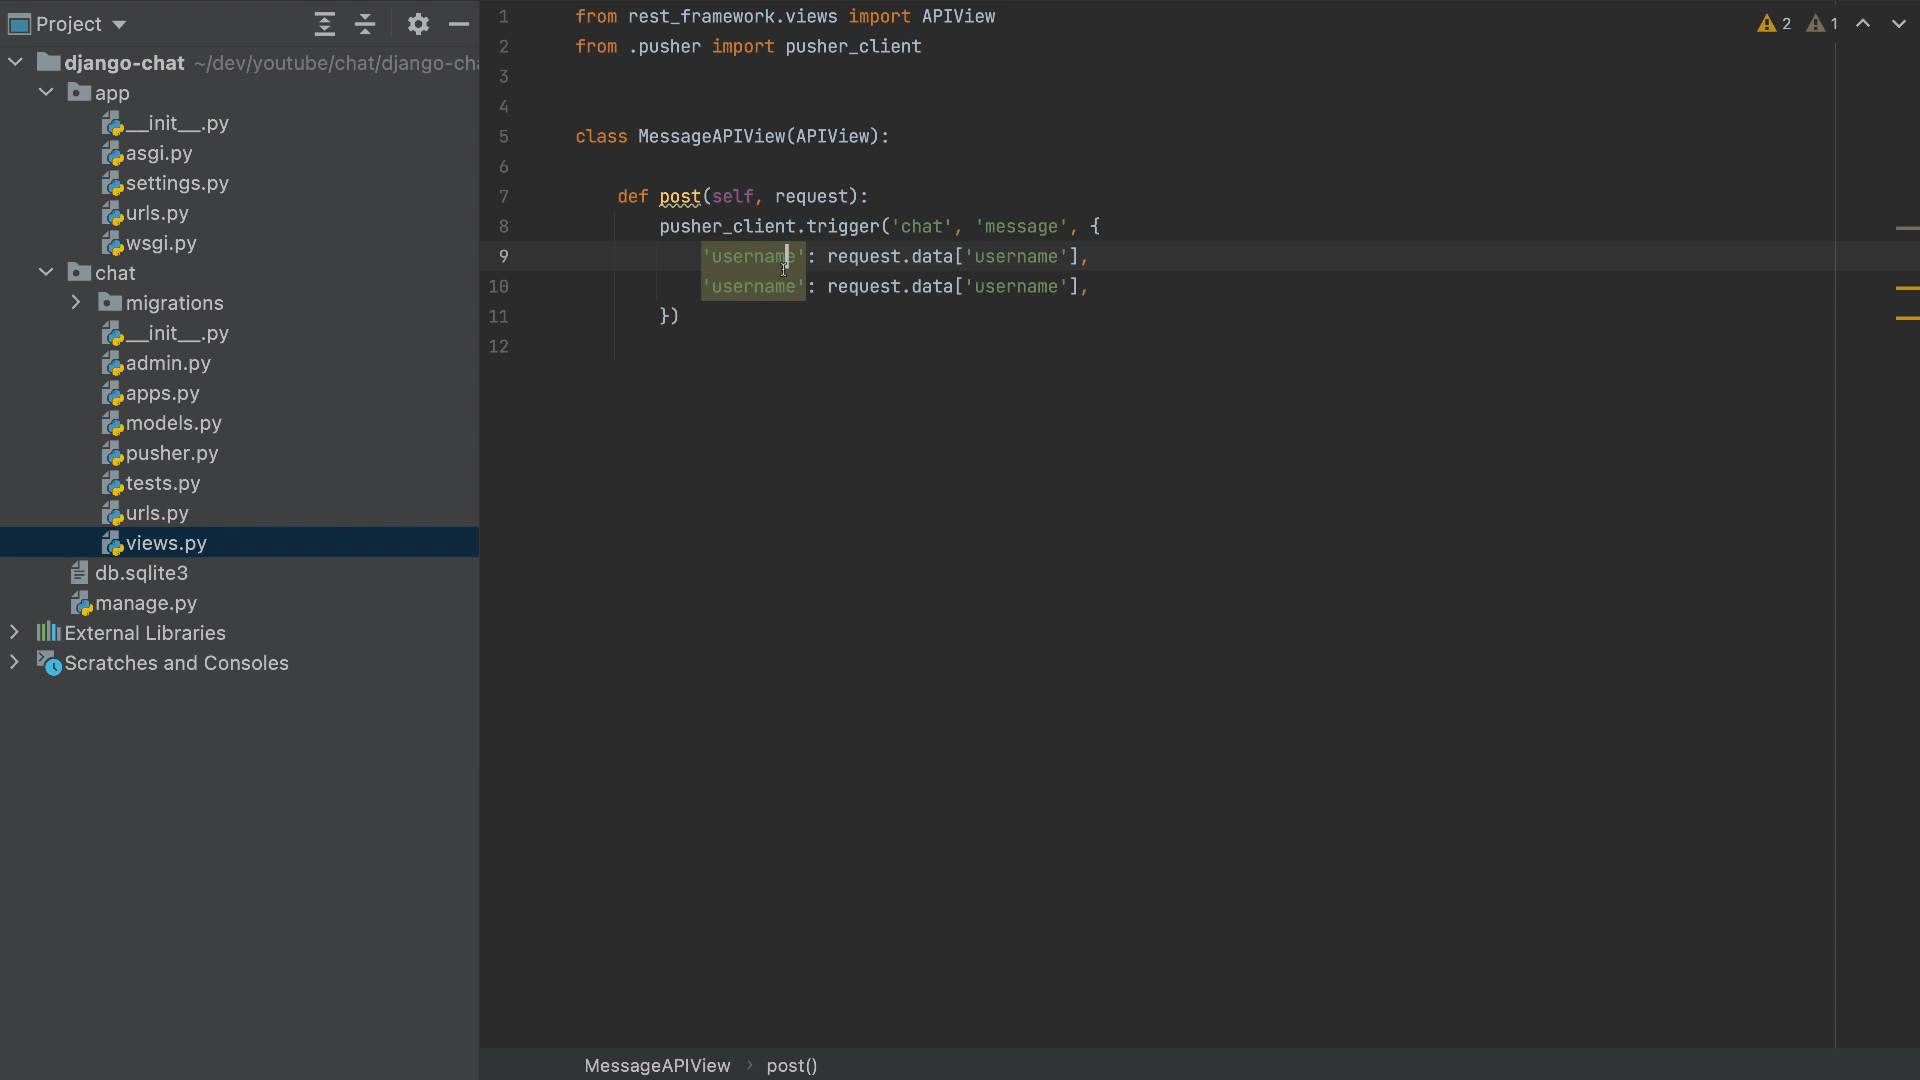 Project
django-chat ~/dev/youtube/chat/django-cha
app
__init__.py
asgi.py
settings.py
urls.py
wsgi.py
chat
migrations
__init__.py
admin.py
apps.py
models.py
pusher.py
tests.py
urls.py
views.py
db.sqlite3
manage.py
External Libraries
Scratches and Consoles
1 from rest_framework.views import APIView
2 from .pusher import pusher_client
3
4
5 class MessageAPIView(APIView):
6
7 def post(self, request):
8 pusher_client.trigger('chat', 'message', {
9 'username': request.data['username'],
10 'username': request.data['username'],
11 })
12
2 1
MessageAPIView > post()